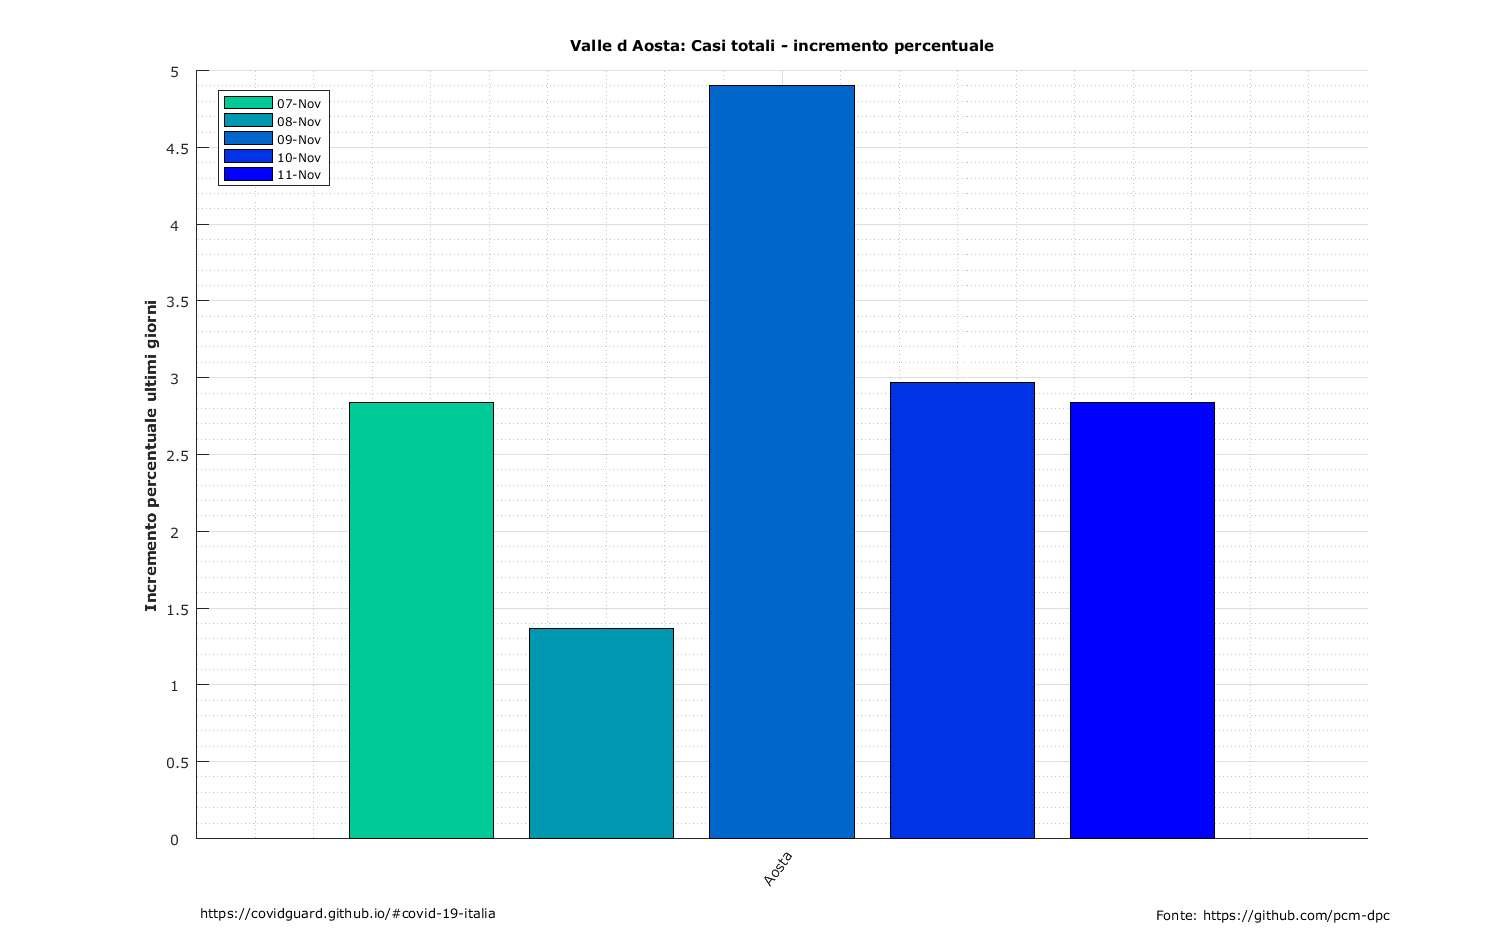 Valle d Aosta: Casi totali - incremento percentuale
5
4.5
4
3.5
3
2.5
2
1.5
1
0.5
0
Incremento percentuale ultimi giorni
07-Nov
08-Nov
09-Nov
10-Nov
11-Nov
Aosta
https://covidguard.github.io/#covid-19-italia
Fonte: https://github.com/pcm-dpc